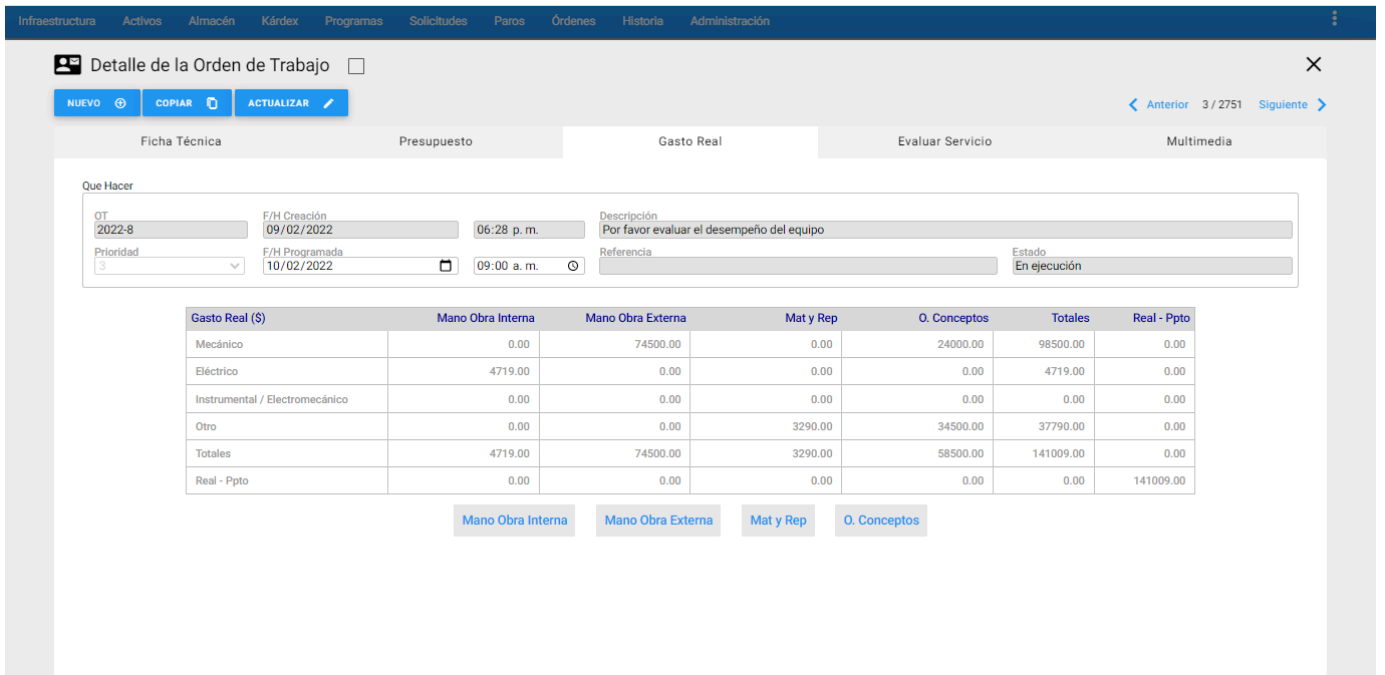 Infraestructura Activos Almacén Kárdex Programas Solicitudes Paros Órdenes Historia Administración
Detalle de la Orden de Trabajo
NUEVO COPIAR ACTUALIZAR Anterior 3 / 2751 Siguiente
Ficha Técnica Presupuesto Gasto Real Evaluar Servicio Multimedia
Que Hacer
OT F/H Creación Descripción
2022-8 09/02/2022 06:28 p. m. Por favor evaluar el desempeño del equipo
Prioridad F/H Programada Referencia Estado
3 10/02/2022 09:00 a. m. En ejecución
Gasto Real ($) Mano Obra Interna Mano Obra Externa Mat y Rep O. Conceptos Totales Real - Ppto
Mecánico 0.00 74500.00 0.00 24000.00 98500.00 0.00
Eléctrico 4719.00 0.00 0.00 0.00 4719.00 0.00
Instrumental / Electromecánico 0.00 0.00 0.00 0.00 0.00 0.00
Otro 0.00 0.00 3290.00 34500.00 37790.00 0.00
Totales 4719.00 74500.00 3290.00 58500.00 141009.00 0.00
Real - Ppto 0.00 0.00 0.00 0.00 0.00 141009.00
Mano Obra Interna Mano Obra Externa Mat y Rep O. Conceptos